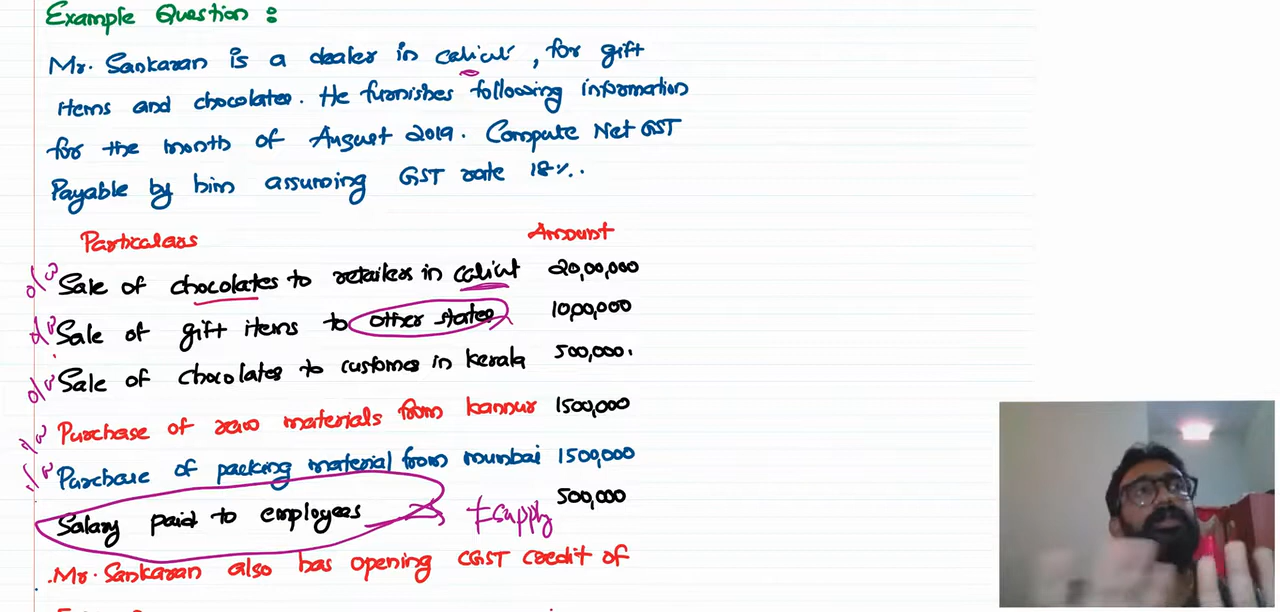 Example Question :
Mr. Sankaran is a dealer in calicut, for gift
items and chocolates. He furnishes following information
for the month of August 2019. Compute Net GST
Payable by him assuming GST rate 18%.
Particulars Amount
o/w Sale of chocolates to retailers in calicut 20,00,000
o/w Sale of gift items to other states 1000,000
o/w Sale of chocolates to customer in kerala 500,000
i/w Purchase of raw materials from kannur 1500,000
i/w Purchase of packing material from mumbai 1500,000
Salary paid to employees ≠ supply 500,000
Mr. Sankaran also has opening CGST credit of